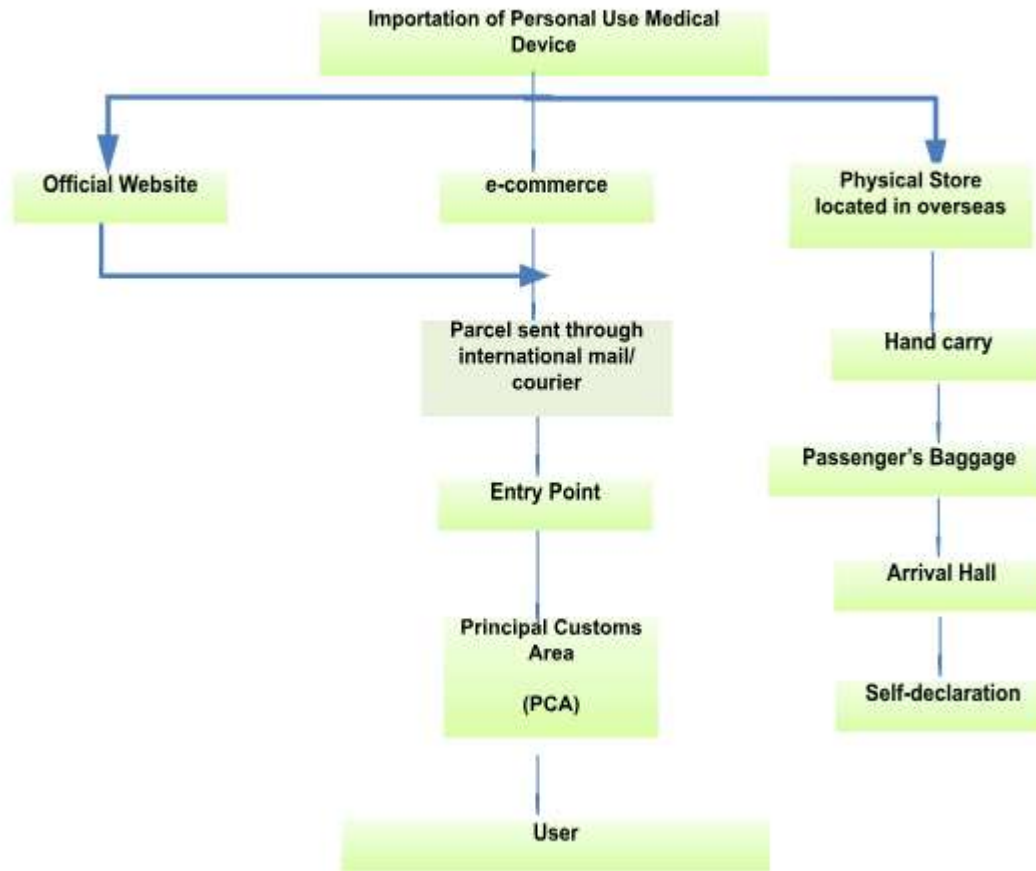 Importation of Personal Use Medical
Device
Official Website
e-commerce
Physical Store
located in overseas
Parcel sent through
international mail/
courier
Hand carry
Passenger's Baggage
Entry Point
Arrival Hall
Principal Customs
Area
(PCA)
Self-declaration
User